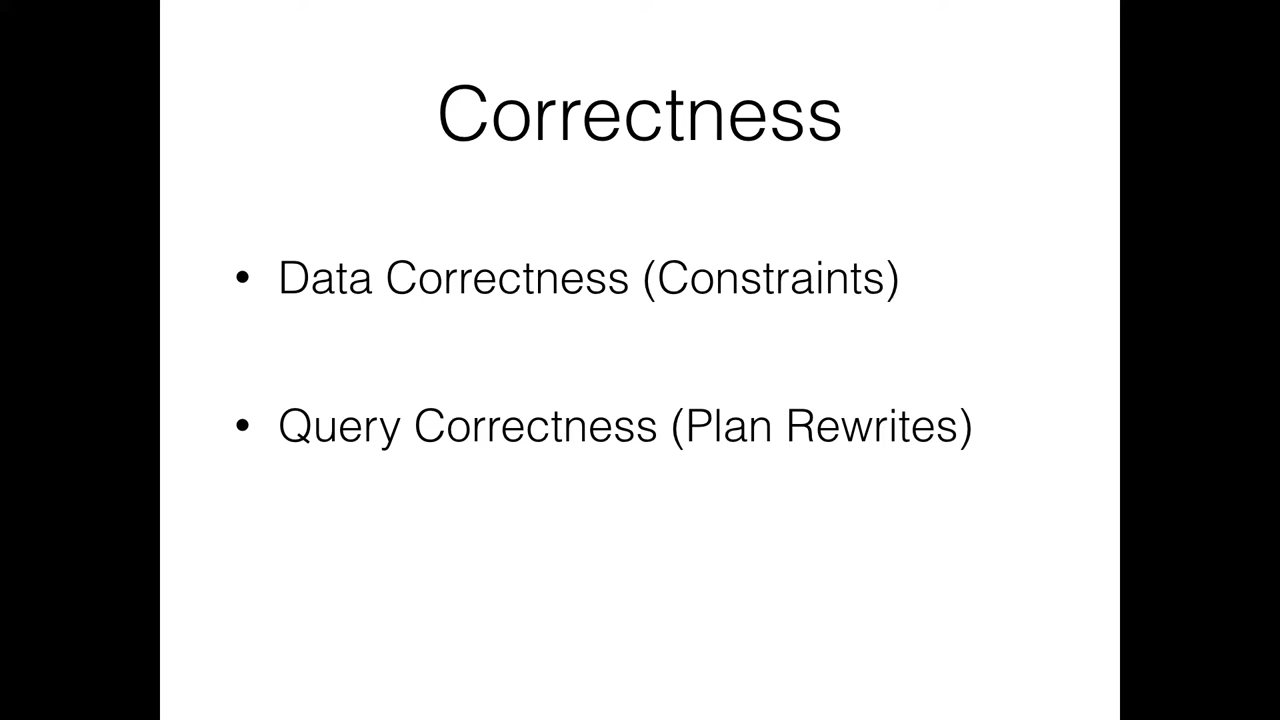 Correctness
• Data Correctness (Constraints)
• Query Correctness (Plan Rewrites)